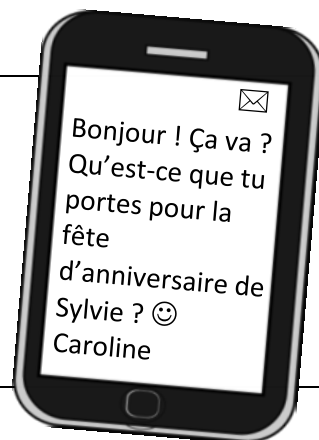 Bonjour ! Ça va ?
Qu’est-ce que tu
portes pour la
fête
d’anniversaire de
Sylvie ? ☺
Caroline